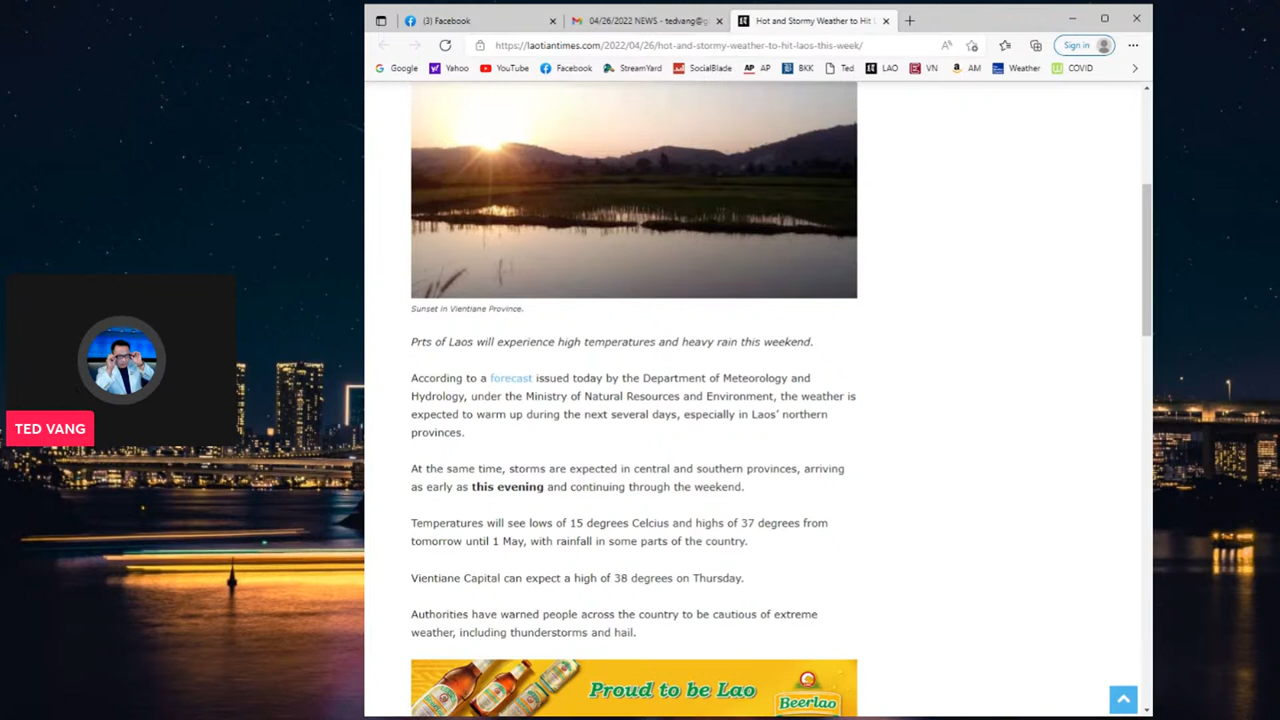 (3) Facebook
04/26/2022 NEWS - tedvang@g
Hot and Stormy Weather to Hit L
https://laotiantimes.com/2022/04/26/hot-and-stormy-weather-to-hit-laos-this-week/
Sign in
Google Yahoo YouTube Facebook StreamYard SocialBlade AP AP BKK Ted LAO VN AM Weather COVID
Sunset in Vientiane Province.
Prts of Laos will experience high temperatures and heavy rain this weekend.
According to a forecast issued today by the Department of Meteorology and
Hydrology, under the Ministry of Natural Resources and Environment, the weather is
expected to warm up during the next several days, especially in Laos' northern
provinces.
TED VANG
At the same time, storms are expected in central and southern provinces, arriving
as early as this evening and continuing through the weekend.
Temperatures will see lows of 15 degrees Celcius and highs of 37 degrees from
tomorrow until 1 May, with rainfall in some parts of the country.
Vientiane Capital can expect a high of 38 degrees on Thursday.
Authorities have warned people across the country to be cautious of extreme
weather, including thunderstorms and hail.
Proud to be Lao
Beerlao